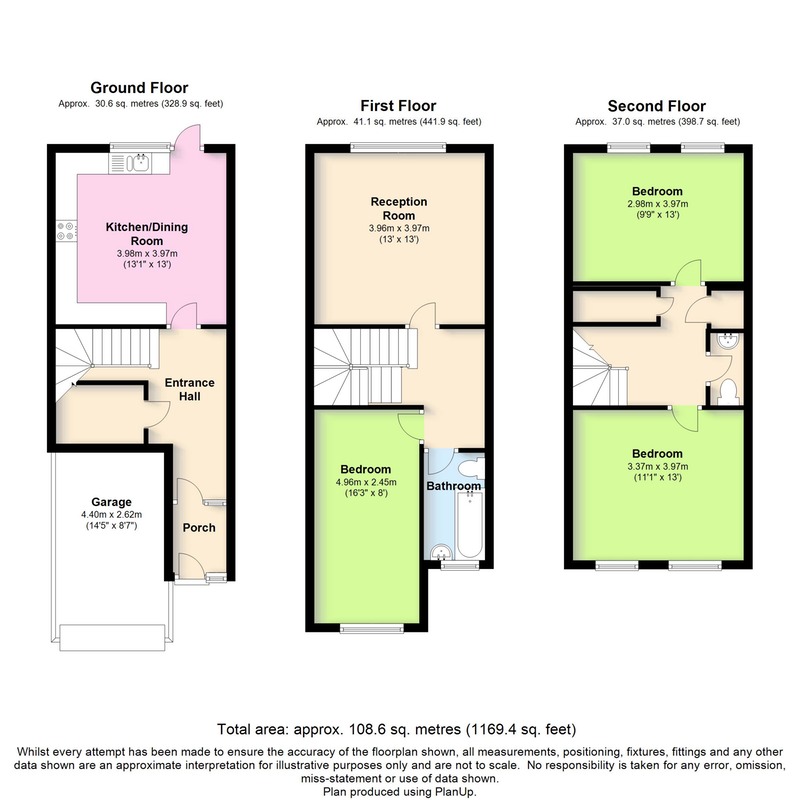 Ground Floor
Approx. 30.6 sq. metres (328.9 sq. feet)
Kitchen/Dining
Room
3.98m x 3.97m
(13'1" x 13')
Entrance
Hall
Garage
4.40m x 2.62m
(14'5" x 8'7")
Porch
First Floor
Approx. 41.1 sq. metres (441.9 sq. feet)
Reception
Room
3.96m x 3.97m
(13' x 13')
Bedroom
4.96m x 2.45m
(16'3" x 8')
Bathroom
Second Floor
Approx. 37.0 sq. metres (398.7 sq. feet)
Bedroom
2.98m x 3.97m
(9'9" x 13')
Bedroom
3.37m x 3.97m
(11'1" x 13')
Total area: approx. 108.6 sq. metres (1169.4 sq. feet)
Whilst every attempt has been made to ensure the accuracy of the floorplan shown, all measurements, positioning, fixtures, fittings and any other
data shown are an approximate interpretation for illustrative purposes only and are not to scale. No responsibility is taken for any error, omission,
miss-statement or use of data shown.
Plan produced using PlanUp.